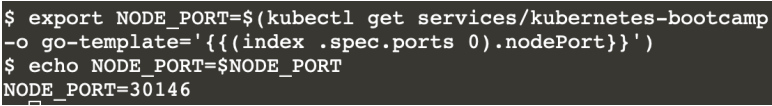 $ export NODE_PORT=$(kubectl get services/kubernetes-bootcamp
-o go-template='{{(index .spec.ports 0).nodePort}}')
$ echo NODE_PORT=$NODE_PORT
NODE_PORT=30146